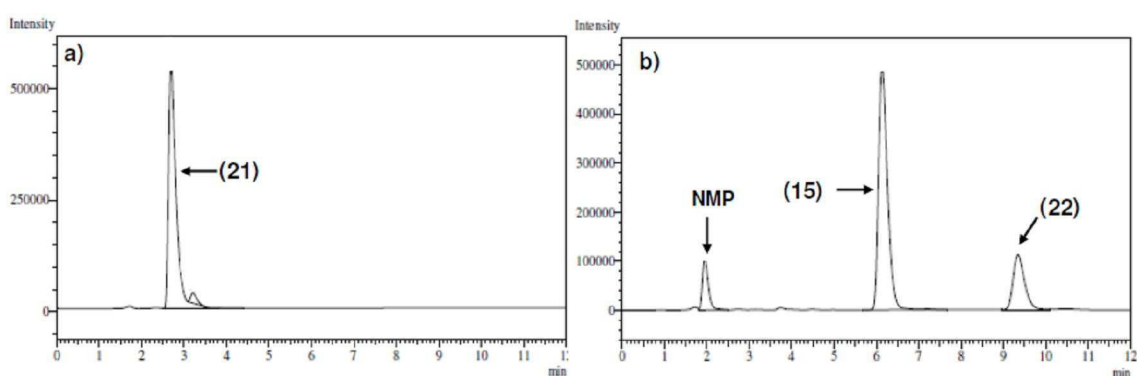 Intensity
a)
500000
250000
0
(21)
0 1 2 3 4 5 6 7 8 9 10 11
min
Intensity
b)
500000
400000
300000
200000
100000
0
NMP
(15)
(22)
0 1 2 3 4 5 6 7 8 9 10 11 12
min